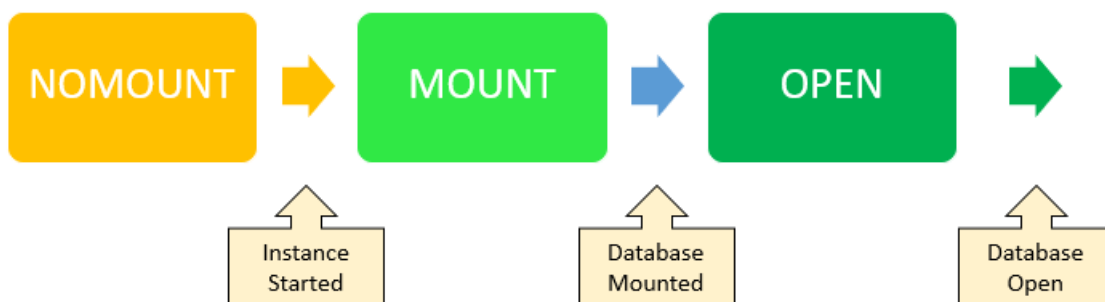 NOMOUNT
MOUNT
OPEN
Instance
Started
Database
Mounted
Database
Open